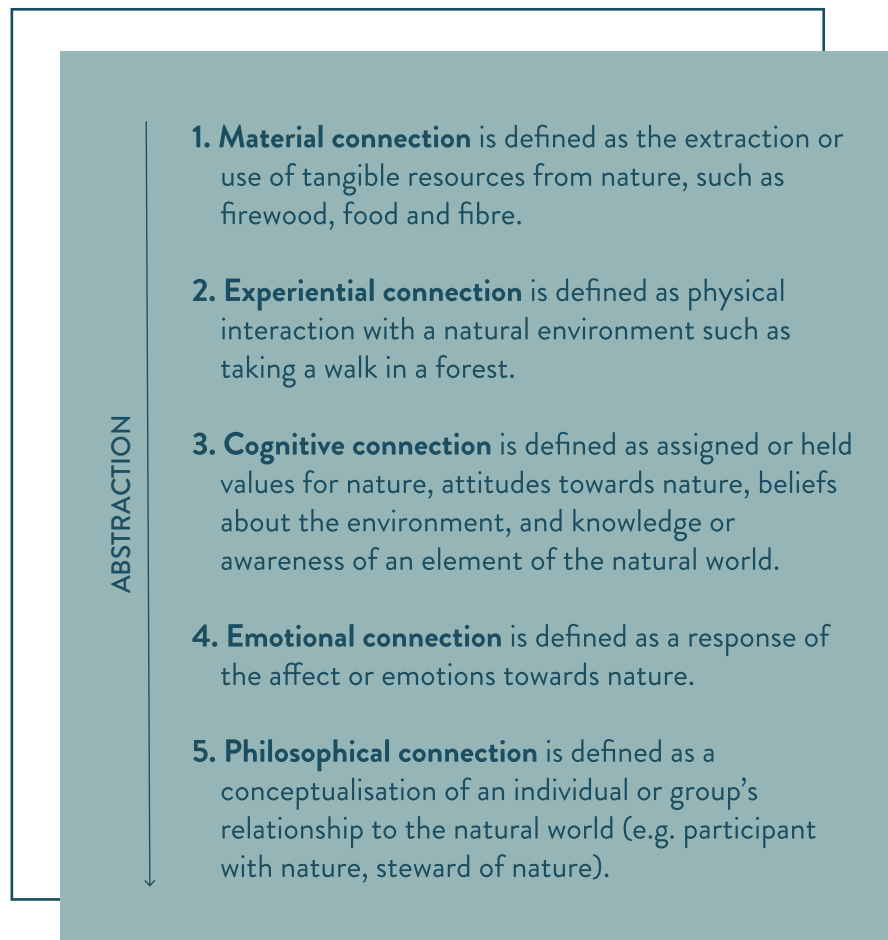 1. Material connection is defined as the extraction or
use of tangible resources from nature, such as
firewood, food and fibre.
2. Experiential connection is defined as physical
interaction with a natural environment such as
taking a walk in a forest.
ABSTRACTION
3. Cognitive connection is defined as assigned or held
values for nature, attitudes towards nature, beliefs
about the environment, and knowledge or
awareness of an element of the natural world.
4. Emotional connection is defined as a response of
the affect or emotions towards nature.
5. Philosophical connection is defined as a
conceptualisation of an individual or group’s
relationship to the natural world (e.g. participant
with nature, steward of nature).